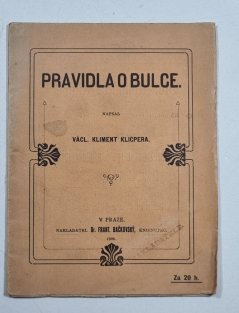 PRAVIDLA O BULCE.
NAPSAL
VÁCL. KLIMENT KLICPERA.
V PRAZE.
NAKLADATEL Dr. FRANT. BAČKOVSKÝ, KNIHKUPEC.
Za 20 h.